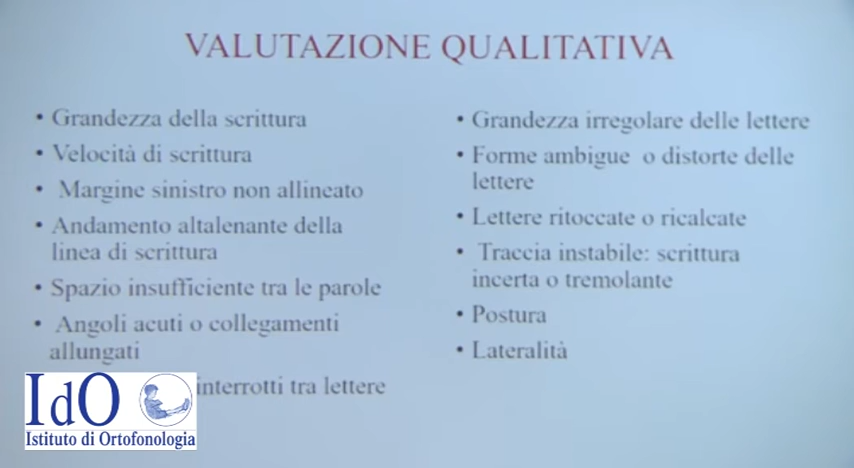 VALUTAZIONE QUALITATIVA
• Grandezza della scrittura
• Velocità di scrittura
• Margine sinistro non allineato
• Andamento altalenante della
linea di scrittura
• Spazio insufficiente tra le parole
• Angoli acuti o collegamenti
allungati
interrotti tra lettere
• Grandezza irregolare delle lettere
• Forme ambigue o distorte delle
lettere
• Lettere ritoccate o ricalcate
• Traccia instabile: scrittura
incerta o tremolante
• Postura
• Lateralità
IdO
Istituto di Ortofonologia